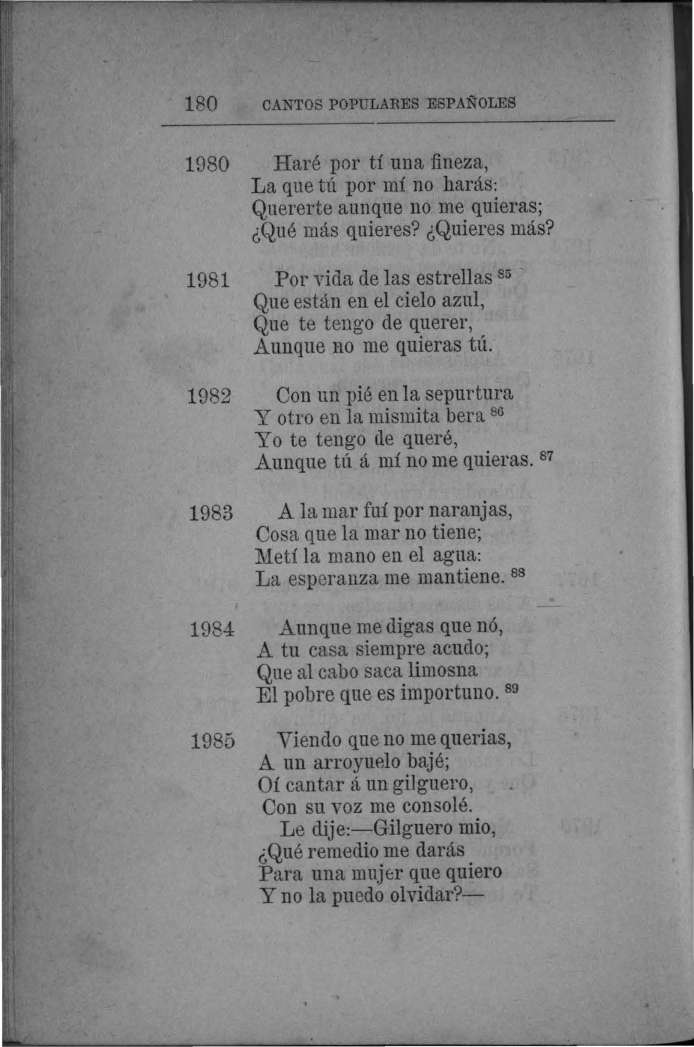 180 CANTOS POPULARES ESPAÑOLES
1980 Haré por tí una fineza,
La que tú por mí no harás:
Quererte aunque no me quieras;
¿Qué más quieres? ¿Quieres más?
1981 Por vida de las estrellas 85
Que están en el cielo azul,
Que te tengo de querer,
Aunque no me quieras tú.
1982 Con un pié en la sepurtura
Y otro en la mismita bera 86
Yo te tengo de queré,
Aunque tú á mí no me quieras. 87
1983 A la mar fuí por naranjas,
Cosa que la mar no tiene;
Metí la mano en el agua:
La esperanza me mantiene. 88
1984 Aunque me digas que nó,
A tu casa siempre acudo;
Que al cabo saca limosna
El pobre que es importuno. 89
1985 Viendo que no me querias,
A un arroyuelo bajé;
Oí cantar á un gilguero,
Con su voz me consolé.
Le dije:—Gilguero mio,
¿Qué remedio me darás
Para una mujer que quiero
Y no la puedo olvidar?—